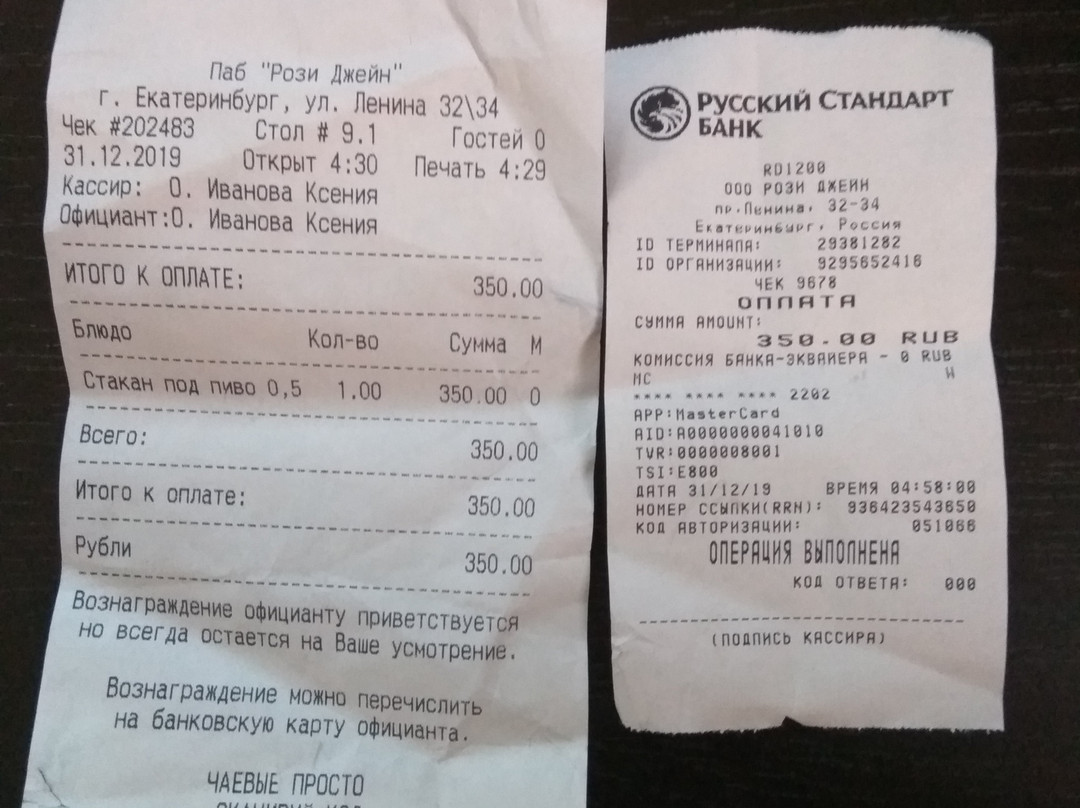 Паб "Рози Джейн"
г. Екатеринбург, ул. Ленина 32\34
Чек #202483 Стол # 9.1 Гостей 0
31.12.2019 Открыт 4:30 Печать 4:29
Кассир: О. Иванова Ксения
Официант:О. Иванова Ксения
ИТОГО К ОПЛАТЕ: 350.00
Блюдо Кол-во Сумма М
Стакан под пиво 0,5 1.00 350.00 0
Всего: 350.00
Итого к оплате: 350.00
Рубли 350.00
Вознаграждение официанту приветствуется
но всегда остается на Ваше усмотрение.
Вознаграждение можно перечислить
на банковскую карту официанта.
ЧАЕВЫЕ ПРОСТО
РУССКИЙ СТАНДАРТ
БАНК
RD1200
ООО РОЗИ ДЖЕЙН
пр.Ленина, 32-34
Екатеринбург, Россия
ID ТЕРМИНАЛА: 29381282
ID ОРГАНИЗАЦИИ: 9295652416
ЧЕК 9678
ОПЛАТА
СУММА AMOUNT:
350.00 RUB
КОМИССИЯ БАНКА-ЭКВАЙЕРА - 0 RUB
MC W
**** **** **** 2202
APP:MasterCard
AID:A0000000041010
TVR:0000008001
TSI:E800
ДАТА 31/12/19 ВРЕМЯ 04:58:00
НОМЕР ССЫЛКИ(RRN): 936423543650
КОД АВТОРИЗАЦИИ: 051066
ОПЕРАЦИЯ ВЫПОЛНЕНА
КОД ОТВЕТА: 000
(ПОДПИСЬ КАССИРА)